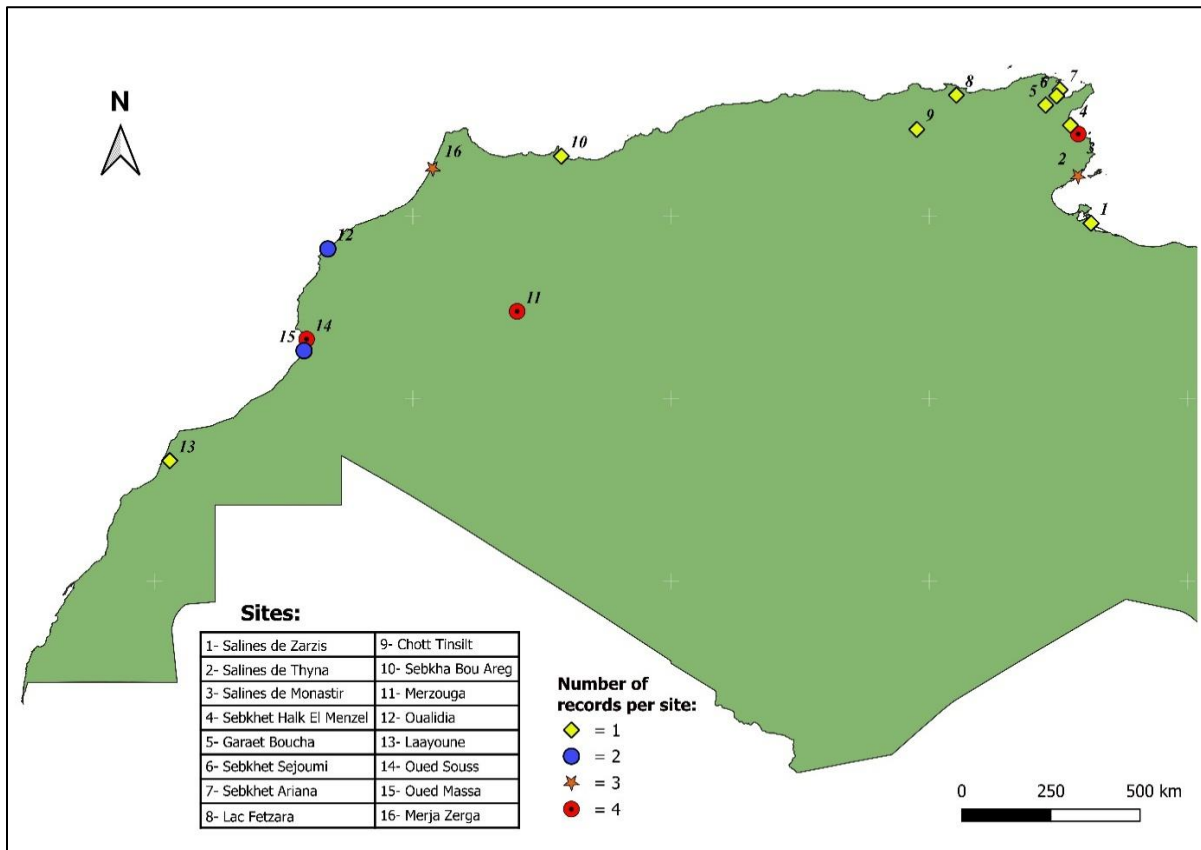 N
7
6
8
5
4
9
3
10
2
16
1
12
11
14
15
13
Sites:
1- Salines de Zarzis
9- Chott Tinsilt
2- Salines de Thyna
10- Sebkha Bou Areg
3- Salines de Monastir
11- Merzouga
4- Sebkhet Halk El Menzel
12- Oualidia
5- Garaet Boucha
13- Laayoune
6- Sebkhet Sejoumi
14- Oued Souss
7- Sebkhet Ariana
15- Oued Massa
8- Lac Fetzara
16- Merja Zerga
Number of
records per site:
= 1
= 2
= 3
= 4
0 250 500 km